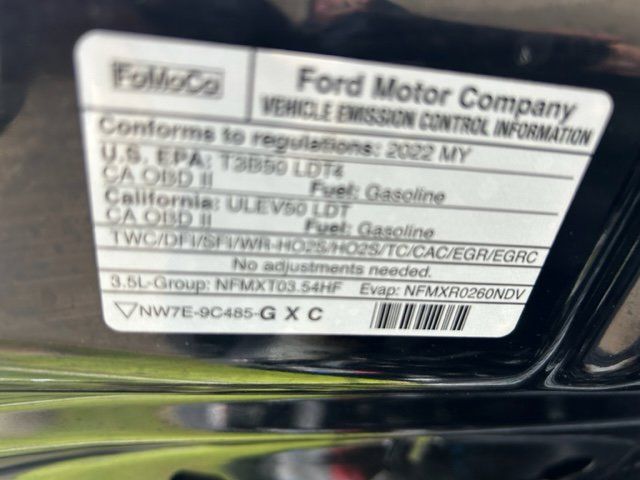 FoMoCo
Ford Motor Company
VEHICLE EMISSION CONTROL INFORMATION
Conforms to regulations: 2022 MY
U.S. EPA: T3B50 LDT4
CA OBD II Fuel: Gasoline
California: ULEV50 LDT
CA OBD II Fuel: Gasoline
TWC/DFI/SFI/WR-HO2S/HO2S/TC/CAC/EGR/EGRC
No adjustments needed.
3.5L-Group: NFMXT03.54HF Evap: NFMXR0260NDV
NW7E-9C485-G X C